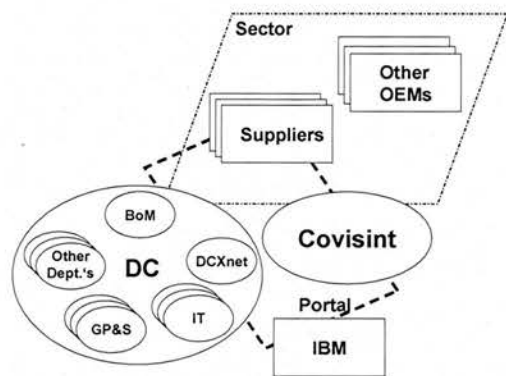 Sector
Other
OEMs
Suppliers
BoM
Other
Dept.'s
DC
DCXnet
Covisint
GP&S
IT
Portal
IBM